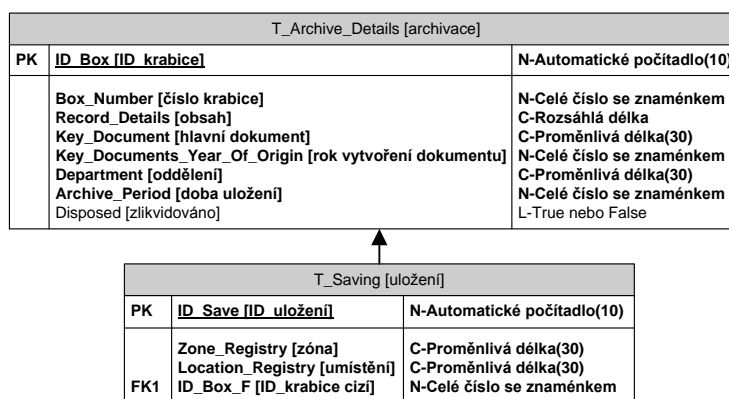 T_Archive_Details [archivace]
PK ID_Box [ID_krabice] N-Automatické počítadlo(10)
Box_Number [číslo krabice] N-Celé číslo se znaménkem
Record_Details [obsah] C-Rozsáhlá délka
Key_Document [hlavní dokument] C-Proměnlivá délka(30)
Key_Documents_Year_Of_Origin [rok vytvoření dokumentu] N-Celé číslo se znaménkem
Department [oddělení] C-Proměnlivá délka(30)
Archive_Period [doba uložení] N-Celé číslo se znaménkem
Disposed [zlikvidováno] L-True nebo False
T_Saving [uložení]
PK ID_Save [ID_uložení] N-Automatické počítadlo(10)
Zone_Registry [zóna] C-Proměnlivá délka(30)
Location_Registry [umístění] C-Proměnlivá délka(30)
FK1 ID_Box_F [ID_krabice cizí] N-Celé číslo se znaménkem